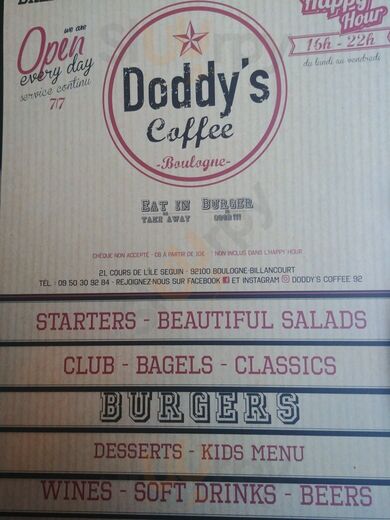 we are
Open
every day
service continu
7/7
Happy
Hour
16h - 22h
du lundi au vendredi
Doddy's
Coffee
-Boulogne-
EAT IN
TAKE AWAY
BURGER
CHÈQUE NON ACCEPTÉ - CB À PARTIR DE 10€ NON INCLUS DANS L'HAPPY HOUR
21, COURS DE L'ÎLE SEGUIN - 92100 BOULOGNE-BILLANCOURT
TÉL : 09 50 30 92 84 - REJOIGNEZ-NOUS SUR FACEBOOK ET INSTAGRAM DODDY'S COFFEE 92
STARTERS - BEAUTIFUL SALADS
CLUB - BAGELS - CLASSICS
BURGERS
DESSERTS - KIDS MENU
WINES - SOFT DRINKS - BEERS